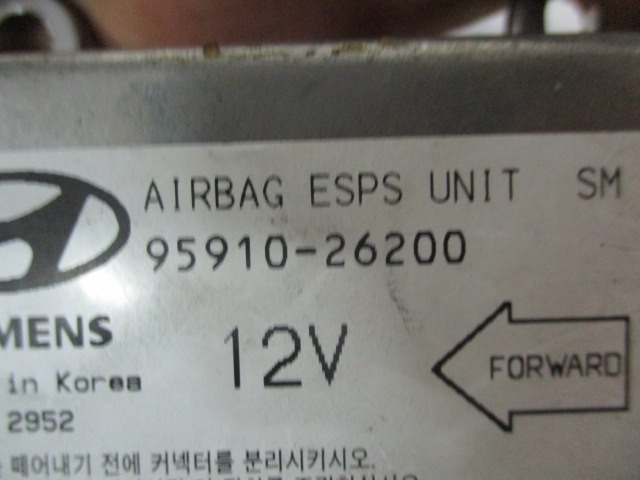 AIRBAG ESPS UNIT SM
95910-26200
MENS
12V
FORWARD
in Korea
2952
떼어내기 전에 커넥터를 분리시키시오.